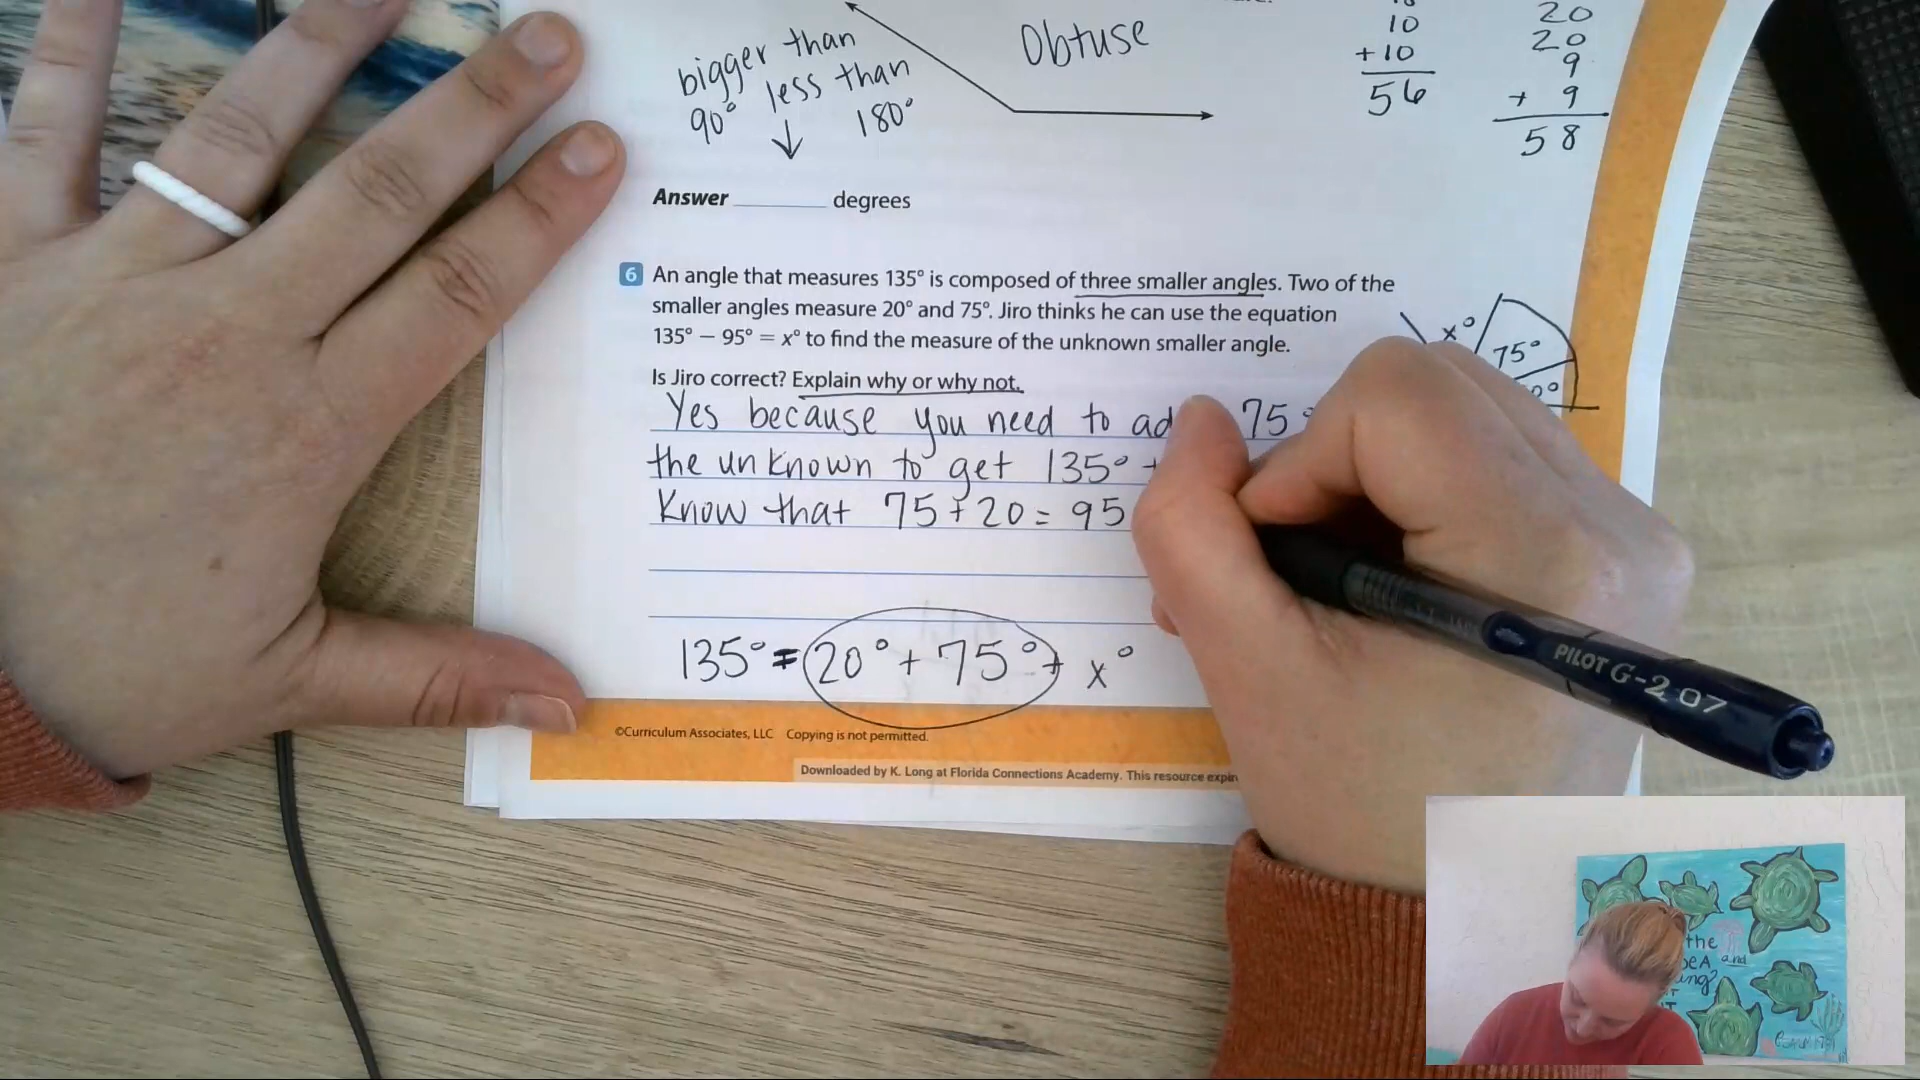 bigger than
90° less than
↓ 180°
Obtuse
10
+10
56
20
20
9
+ 9
58
Answer ______ degrees
6 An angle that measures 135° is composed of three smaller angles. Two of the
smaller angles measure 20° and 75°. Jiro thinks he can use the equation
135° − 95° = x° to find the measure of the unknown smaller angle.
x°
75°
Is Jiro correct? Explain why or why not.
Yes because you need to 75°
the unknown to get 135°
Know that 75+20=95
135° = 20° + 75° + x°
©Curriculum Associates, LLC Copying is not permitted.
Downloaded by K. Long at Florida Connections Academy. This resource
PILOT G-2 07
the
and